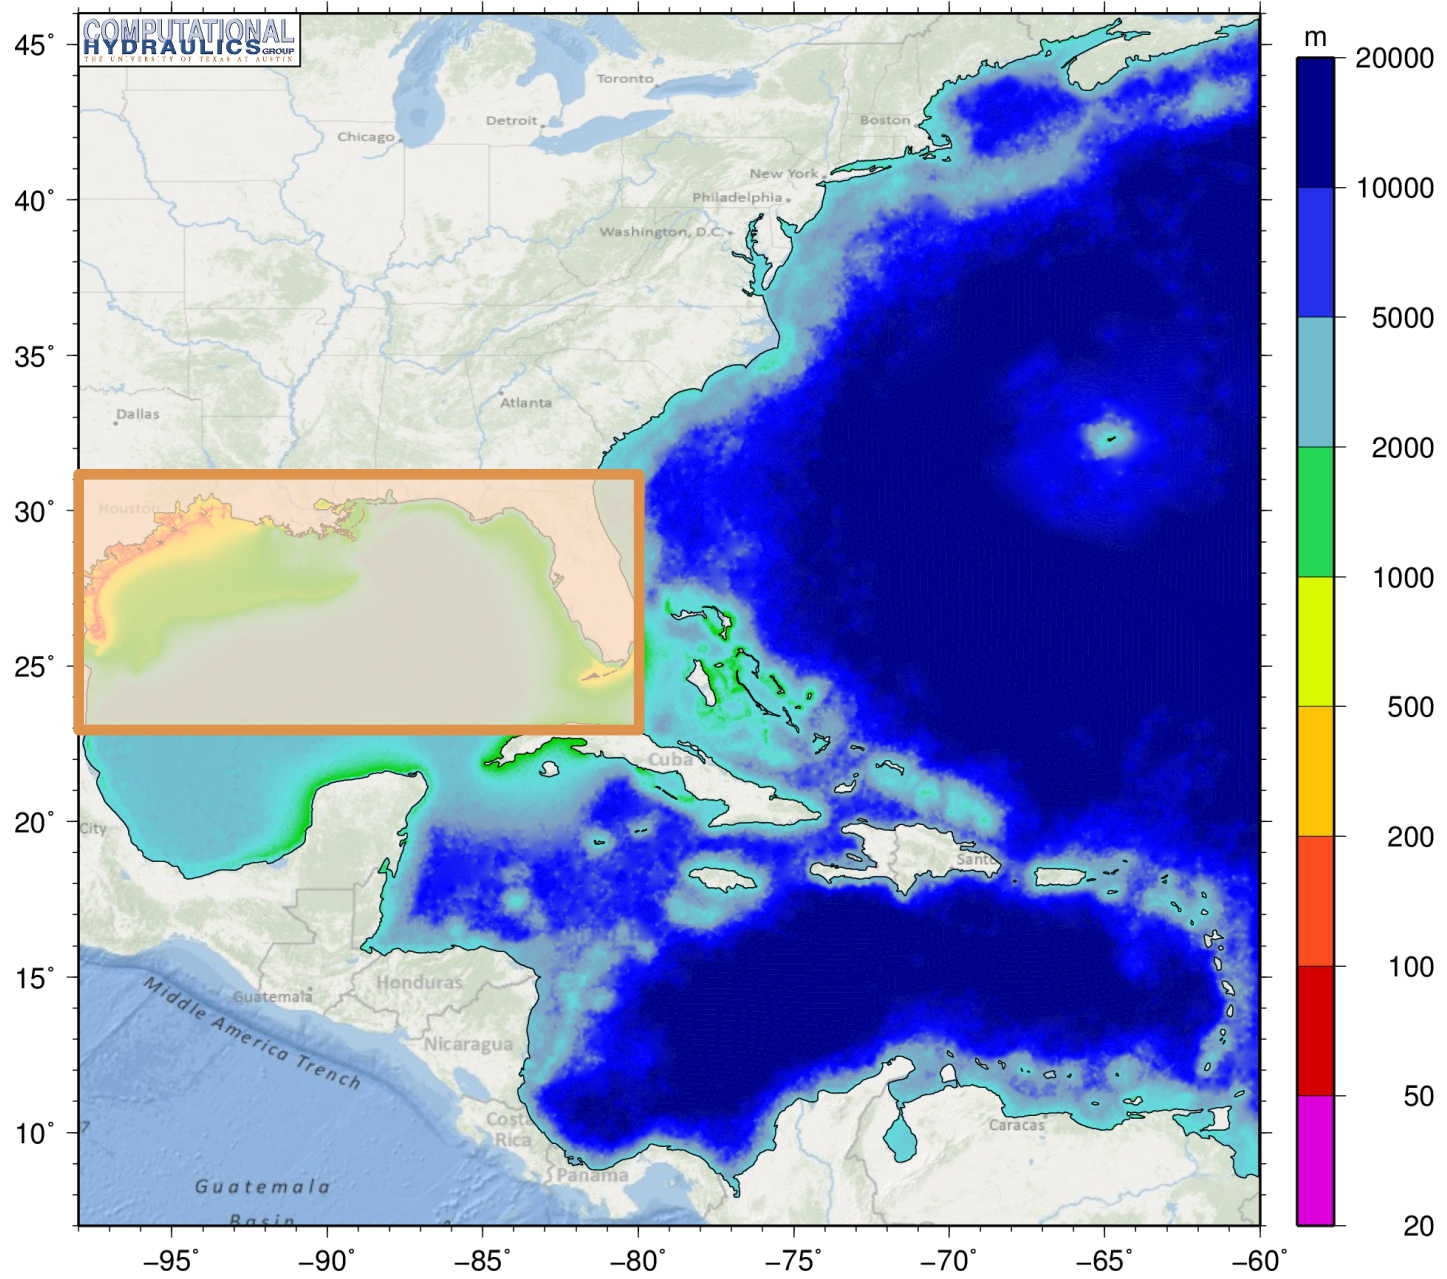 COMPUTATIONAL
HYDRAULICS GROUP
THE UNIVERSITY OF TEXAS AT AUSTIN
m
45°
40°
35°
30°
25°
20°
15°
10°
Toronto
Detroit
Chicago
Boston
New York
Philadelphia
Washington, D.C.
Atlanta
Dallas
Houston
Cuba
City
Santo
Honduras
Guatemala
Nicaragua
Middle America Trench
Costa
Rica
Caracas
Panama
7
Guatemala
Basin
20000
10000
5000
2000
1000
500
200
100
50
20
−95°
−90°
−85°
−80°
−75°
−70°
−65°
−60°